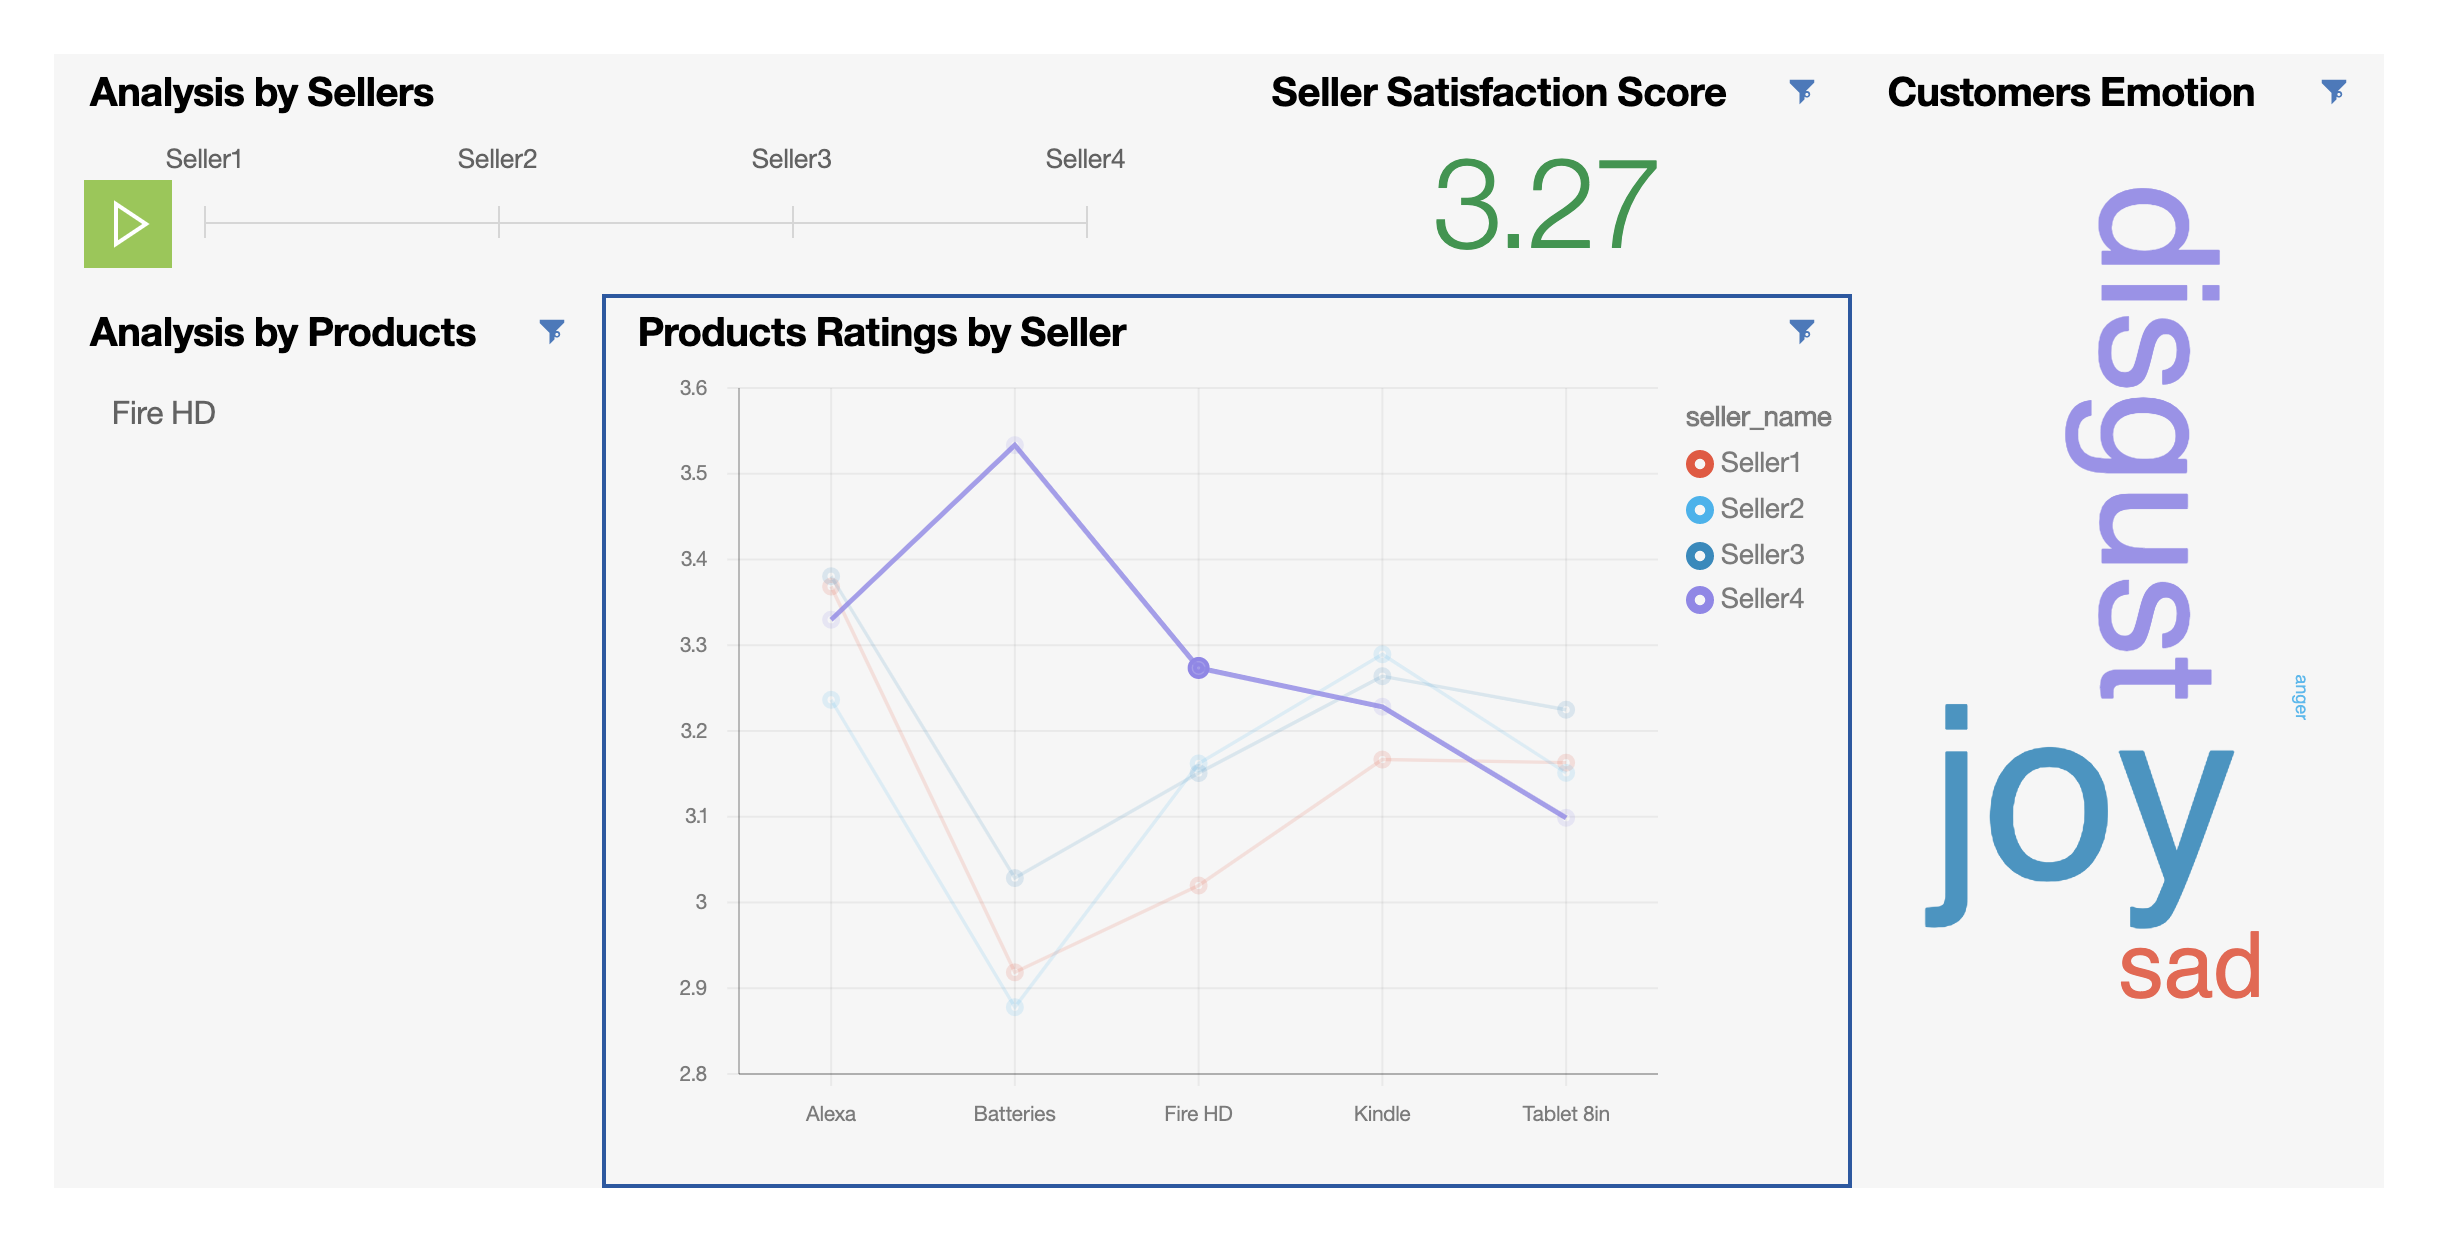 Analysis by Sellers
Seller1
Seller2
Seller3
Seller4
Seller Satisfaction Score
3.27
Customers Emotion
disgust
anger
joy
sad
Analysis by Products
Fire HD
Products Ratings by Seller
3.6
3.5
3.4
3.3
3.2
3.1
3
2.9
2.8
Alexa
Batteries
Fire HD
Kindle
Tablet 8in
seller_name
Seller1
Seller2
Seller3
Seller4